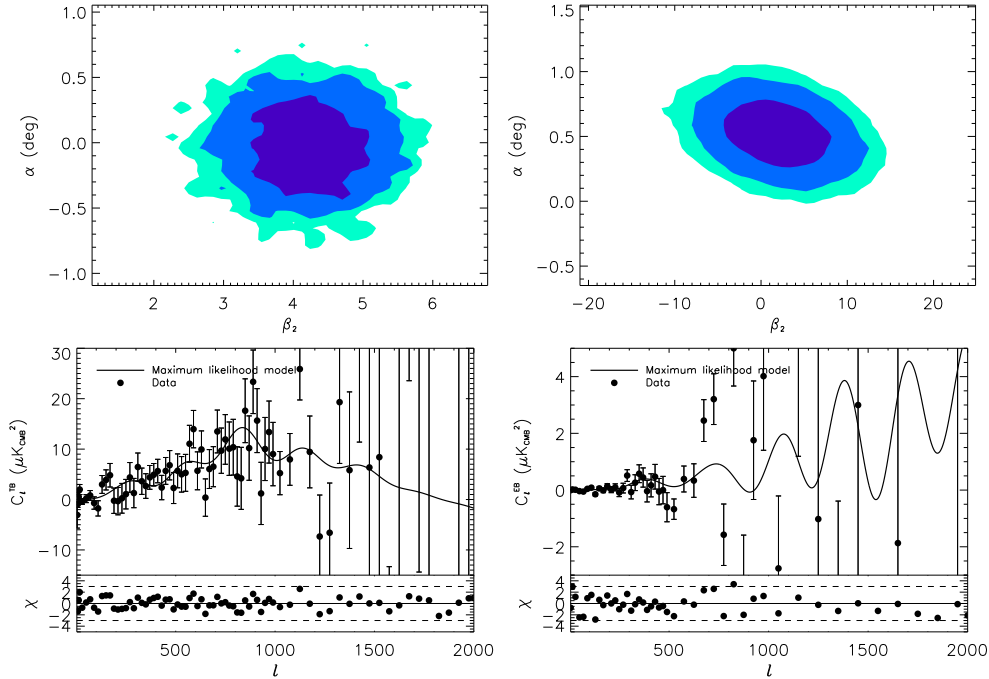 1.0
0.5
0.0
−0.5
−1.0
α (deg)
2 3 4 5 6
β₂
1.5
1.0
0.5
0.0
−0.5
α (deg)
−20 −10 0 10 20
β₂
30
20
10
0
−10
C_ℓ^TB (μK_CMB²)
Maximum likelihood model
Data
4
2
0
−2
−4
χ
500 1000 1500 2000
ℓ
4
2
0
−2
C_ℓ^EB (μK_CMB²)
Maximum likelihood model
Data
4
2
0
−2
−4
χ
500 1000 1500 2000
ℓ